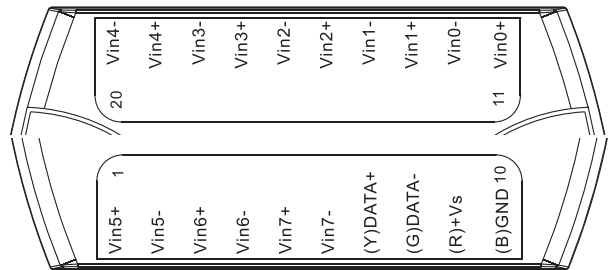 Vin4-
Vin4+
Vin3-
Vin3+
Vin2-
Vin2+
Vin1-
Vin1+
Vin0-
Vin0+
20
11
1
10
Vin5+
Vin5-
Vin6+
Vin6-
Vin7+
Vin7-
(Y)DATA+
(G)DATA-
(R)+Vs
(B)GND